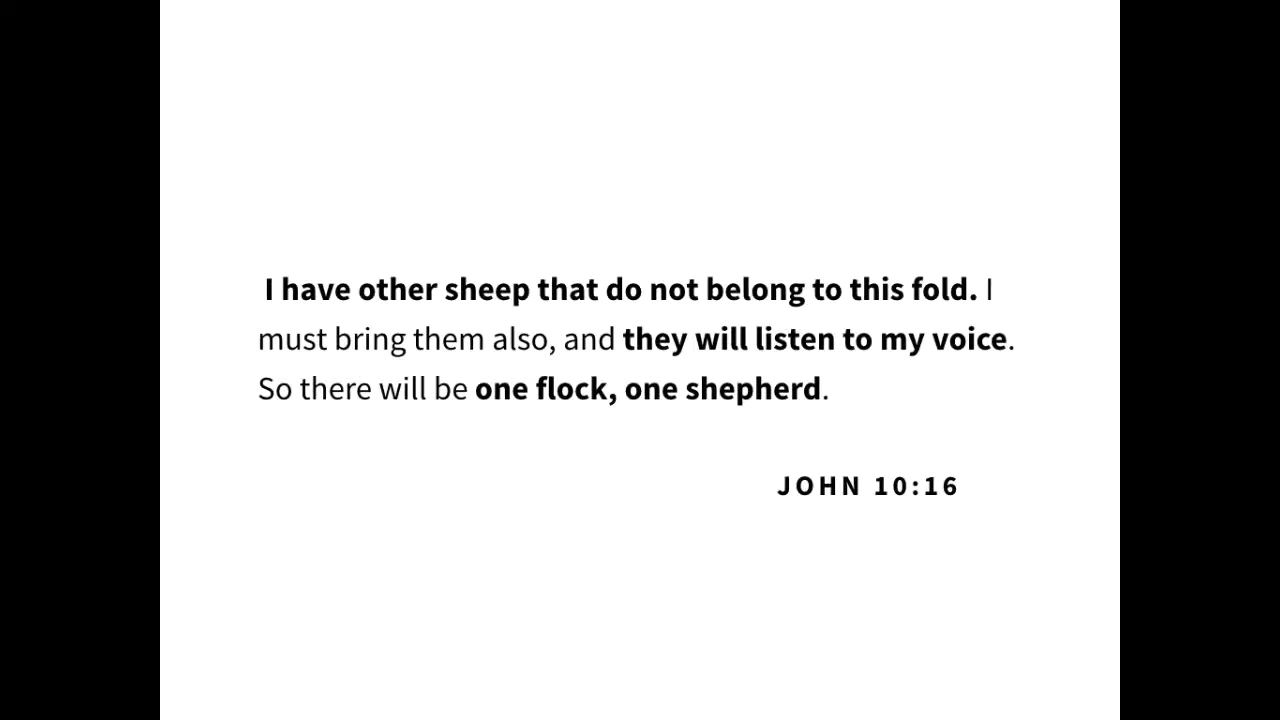 I have other sheep that do not belong to this fold. I
must bring them also, and they will listen to my voice.
So there will be one flock, one shepherd.
JOHN 10:16